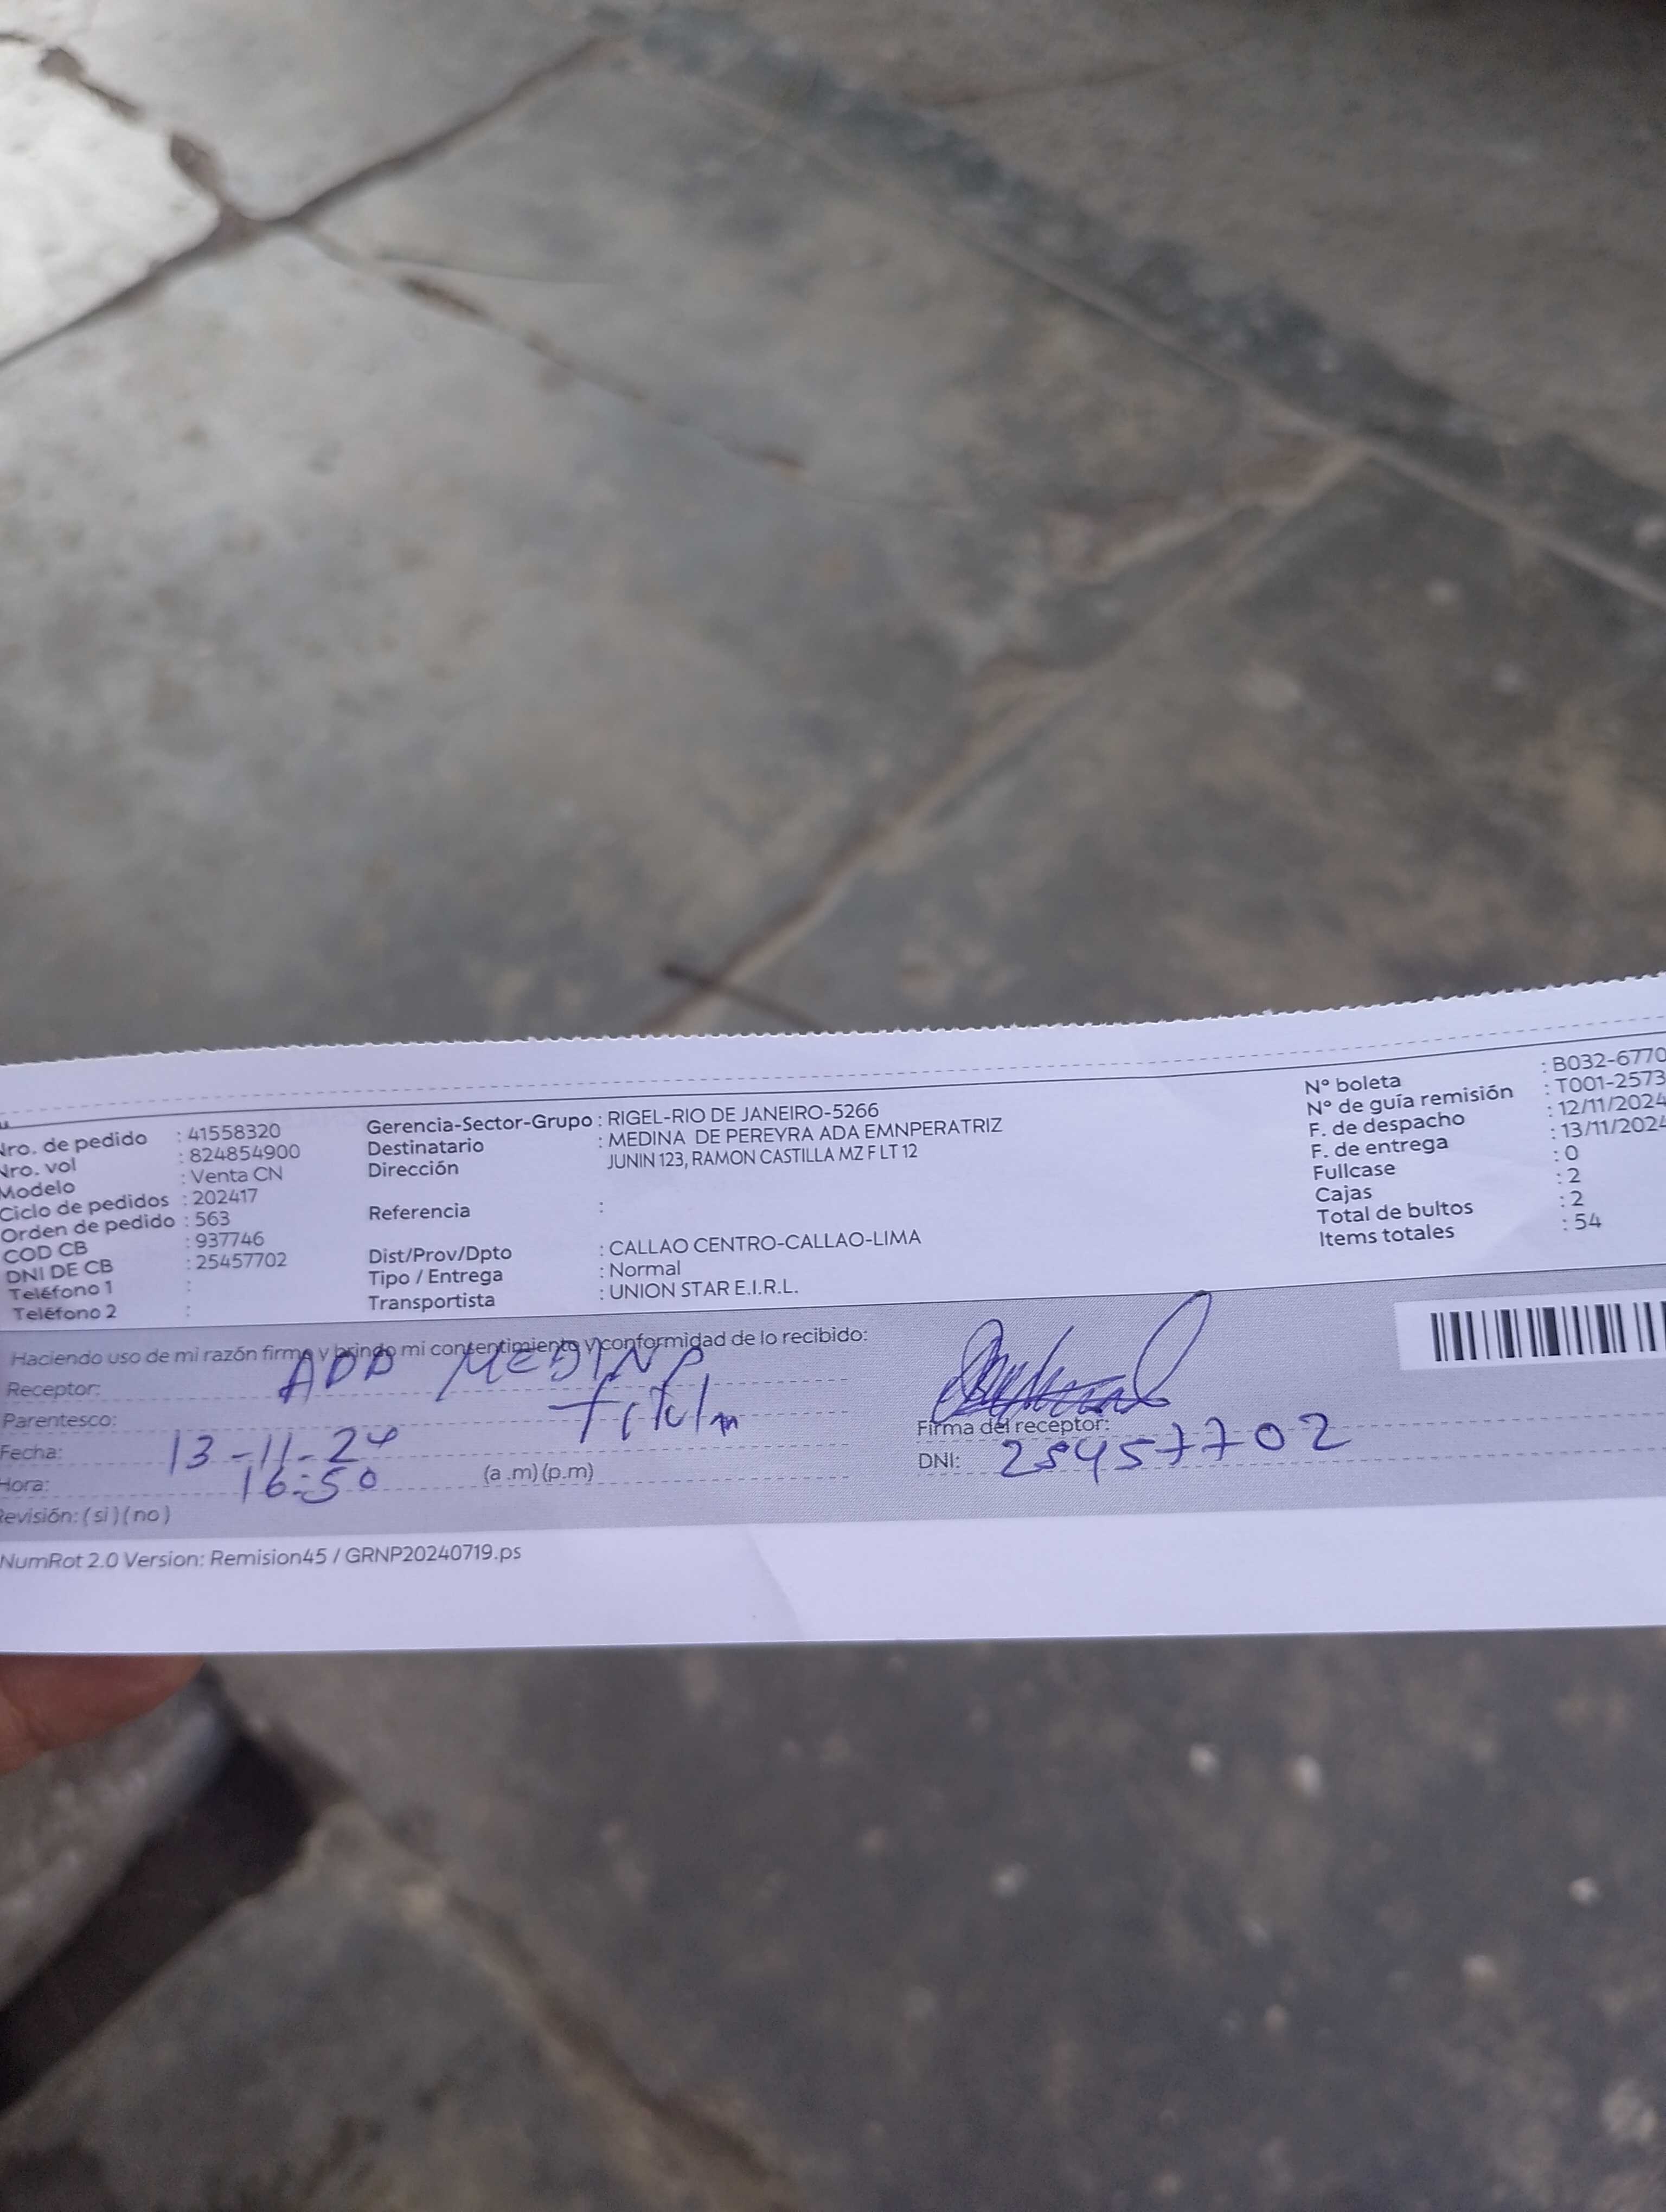 Nro. de pedido : 41558320
Nro. vol : 824854900
Modelo : Venta CN
Ciclo de pedidos : 202417
Orden de pedido : 563
COD CB : 937746
DNI DE CB : 25457702
Teléfono 1 :
Teléfono 2 :
Gerencia-Sector-Grupo : RIGEL-RIO DE JANEIRO-5266
Destinatario : MEDINA DE PEREYRA ADA EMNPERATRIZ
Dirección JUNIN 123, RAMON CASTILLA MZ F LT 12
Referencia :
Dist/Prov/Dpto : CALLAO CENTRO-CALLAO-LIMA
Tipo / Entrega : Normal
Transportista : UNION STAR E.I.R.L.
N° boleta : B032-6770
N° de guía remisión : T001-2573
F. de despacho : 12/11/2024
F. de entrega : 13/11/2024
Fullcase : 0
Cajas : 2
Total de bultos : 2
Items totales : 54
Haciendo uso de mi razón firmo y brindo mi consentimiento y conformidad de lo recibido:
Receptor: ADA MEDINA
Parentesco: Titular
Fecha: 13-11-24
Hora: 16:50 (a .m) (p.m)
Revisión: ( si ) ( no )
Firma del receptor:
DNI: 25457702
NumRot 2.0 Version: Remision45 / GRNP20240719.ps